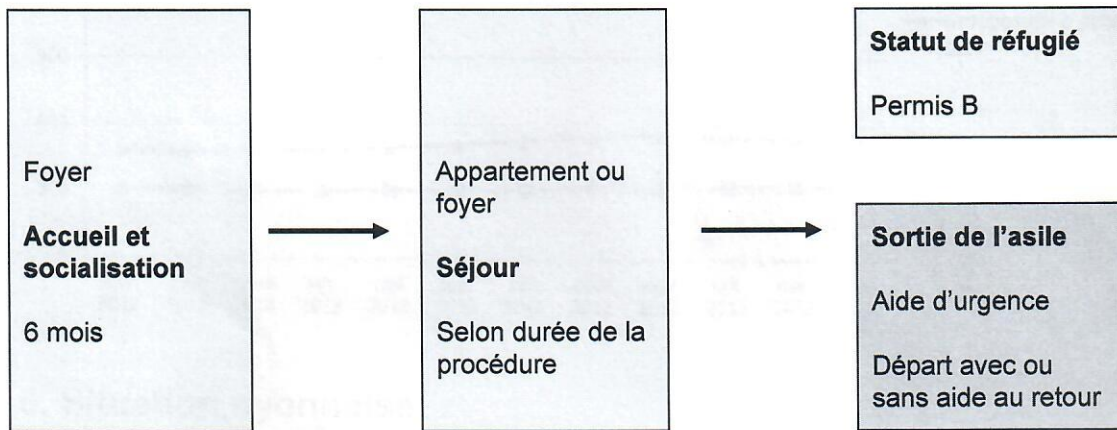 Foyer
Accueil et
socialisation
6 mois
Appartement ou
foyer
Séjour
Selon durée de la
procédure
Statut de réfugié
Permis B
Sortie de l'asile
Aide d'urgence
Départ avec ou
sans aide au retour